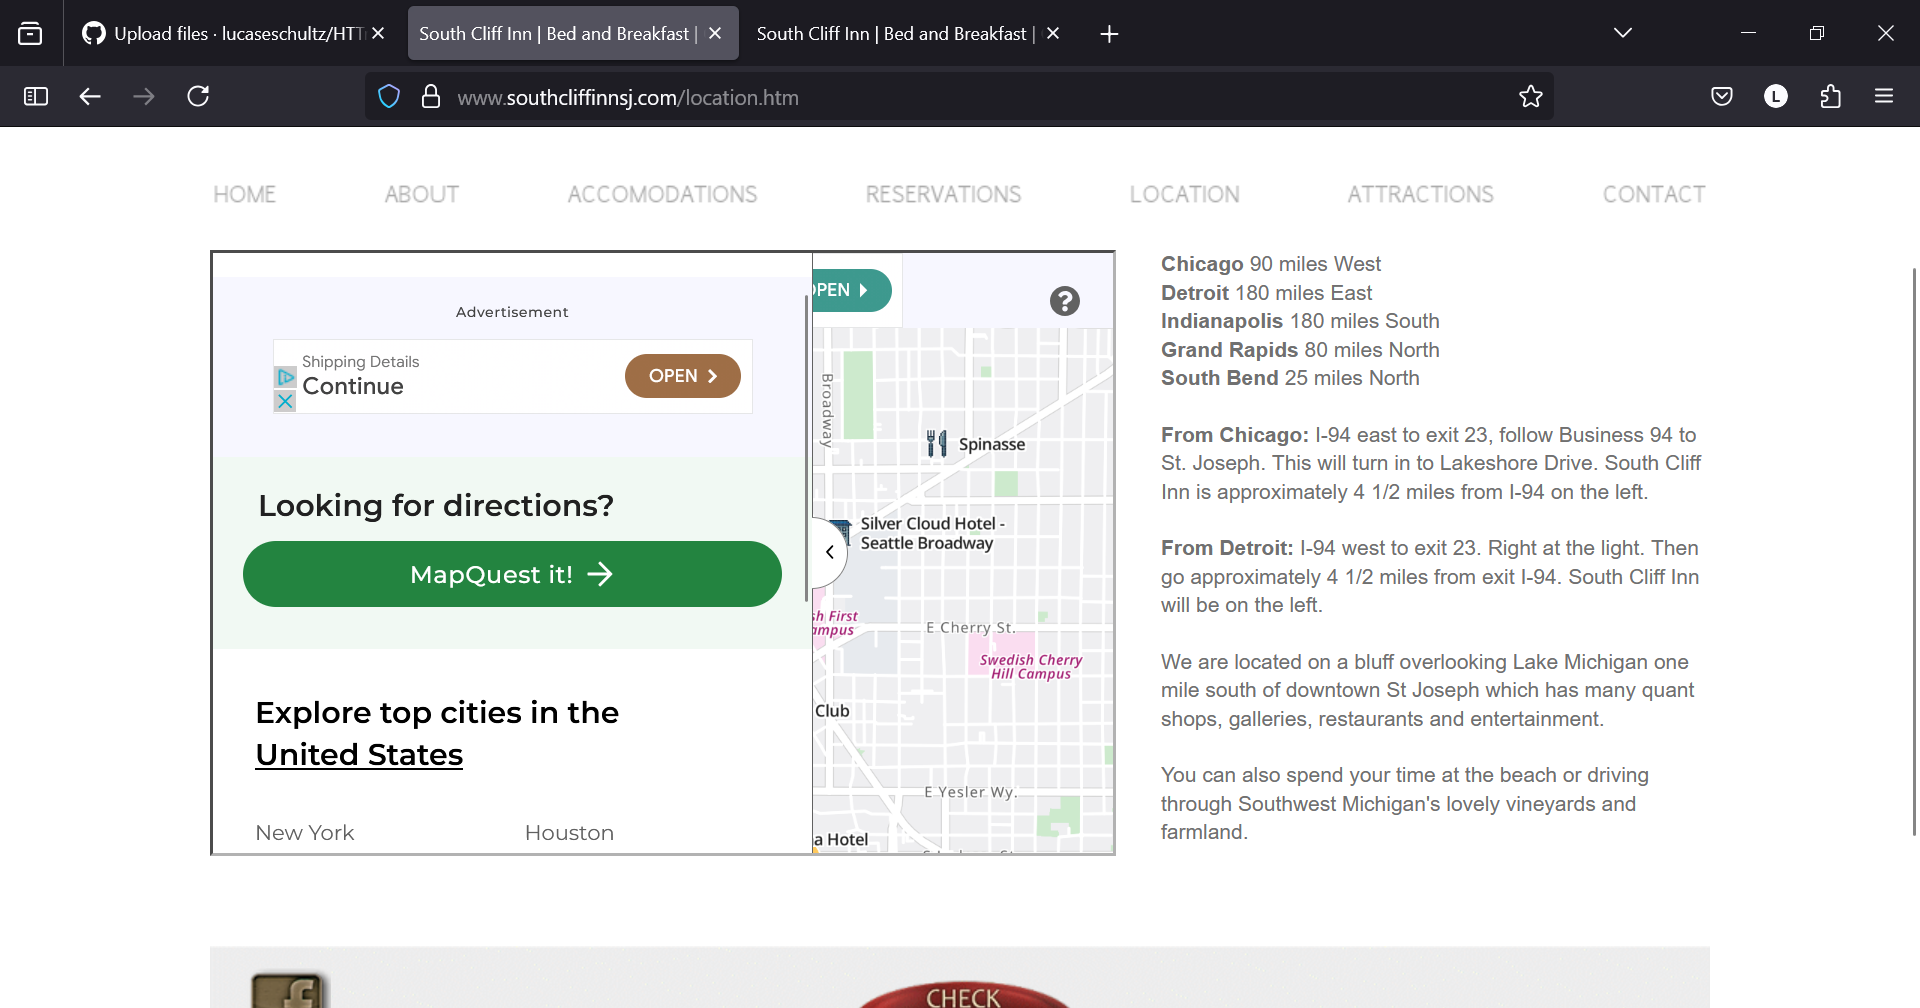 Upload files · lucaseschultz/HTT
South Cliff Inn | Bed and Breakfast |
South Cliff Inn | Bed and Breakfast |
www.southcliffinnsj.com/location.htm
L
HOME
ABOUT
ACCOMODATIONS
RESERVATIONS
LOCATION
ATTRACTIONS
CONTACT
Advertisement
Shipping Details
Continue
OPEN
Looking for directions?
MapQuest it!
Explore top cities in the
United States
New York
Houston
OPEN
?
Broadway
Spinasse
Silver Cloud Hotel -
Seattle Broadway
sh First
ampus
E Cherry St.
Swedish Cherry
Hill Campus
Club
E Yesler Wy.
a Hotel
Chicago 90 miles West
Detroit 180 miles East
Indianapolis 180 miles South
Grand Rapids 80 miles North
South Bend 25 miles North
From Chicago: I-94 east to exit 23, follow Business 94 to
St. Joseph. This will turn in to Lakeshore Drive. South Cliff
Inn is approximately 4 1/2 miles from I-94 on the left.
From Detroit: I-94 west to exit 23. Right at the light. Then
go approximately 4 1/2 miles from exit I-94. South Cliff Inn
will be on the left.
We are located on a bluff overlooking Lake Michigan one
mile south of downtown St Joseph which has many quant
shops, galleries, restaurants and entertainment.
You can also spend your time at the beach or driving
through Southwest Michigan's lovely vineyards and
farmland.
f
CHECK